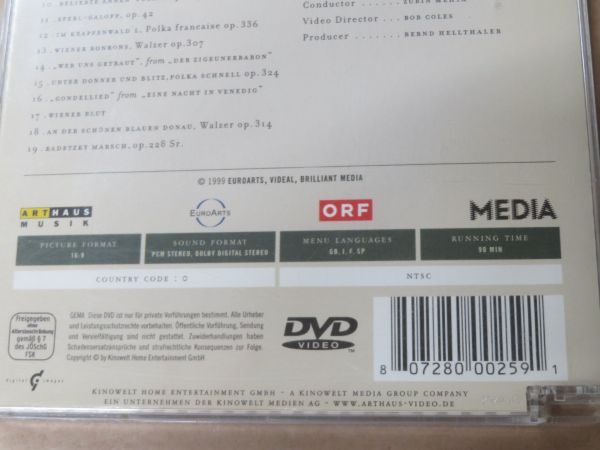 10. BELIEBTE ANNEN
11. SPERL-GALOPP, op.42
12. IM KRAPFENWALD L, Polka francaise op.336
13. WIENER BONBONS, Walzer op.307
14. „WER UNS GETRAUT", from „DER ZIGEUNERBARON"
15. UNTER DONNER UND BLITZ, POLKA SCHNELL op.324
16. „GONDELLIED" from „EINE NACHT IN VENEDIG"
17. WIENER BLUT
18. AN DER SCHÖNEN BLAUEN DONAU, Walzer op.314
19. RADETZKY MARSCH, op.228 Sr.
Conductor ... ZUBIN MEHTA
Video Director ... BOB COLES
Producer ... BERND HELLTHALER
© 1999 EUROARTS, VIDEAL, BRILLIANT MEDIA
ARTHAUS
MUSIK
EUROARTS
ORF
MEDIA
PICTURE FORMAT
16:9
SOUND FORMAT
PCM STEREO, DOLBY DIGITAL STEREO
MENU LANGUAGES
GB, I, F, SP
RUNNING TIME
90 MIN
COUNTRY CODE : 0
NTSC
Freigegeben
ohne
Altersbeschränkung
gemäß § 7
des JÖSchG
FSK
GEMA: Diese DVD ist nur für private Vorführungen bestimmt. Alle Urheber
und Leistungsschutzrechte vorbehalten. Öffentliche Vorführung, Sendung
und Vervielfältigung sind nicht gestattet. Zuwiderhandlungen haben
Schadensersatzansprüche und strafrechtliche Konsequenzen zur Folge.
Copyright © by Kinowelt Home Entertainment GmbH
DVD
VIDEO
8 07280 00259 1
digital images
KINOWELT HOME ENTERTAINMENT GMBH – A KINOWELT MEDIA GROUP COMPANY
EIN UNTERNEHMEN DER KINOWELT MEDIEN AG – WWW.ARTHAUS-VIDEO.DE